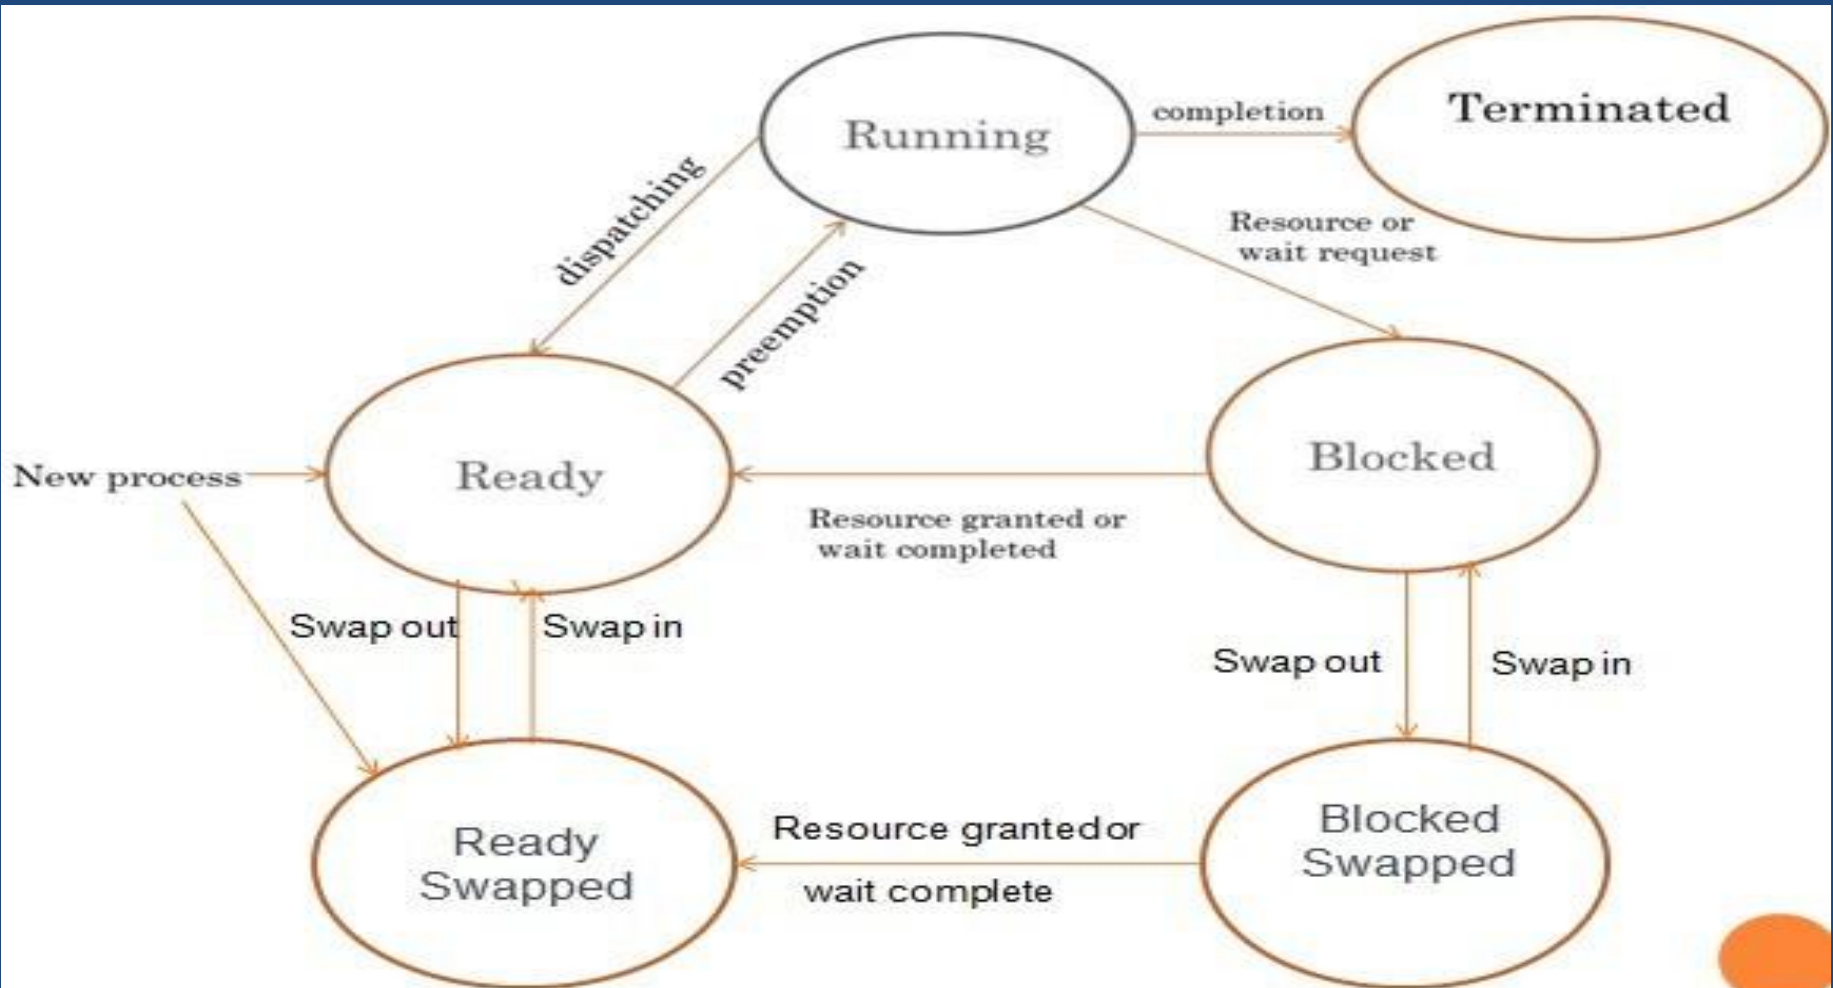 Running
completion
Terminated
dispatching
preemption
Resource or
wait request
New process
Ready
Blocked
Resource granted or
wait completed
Swap out
Swap in
Swap out
Swap in
Ready
Swapped
Resource granted or
wait complete
Blocked
Swapped